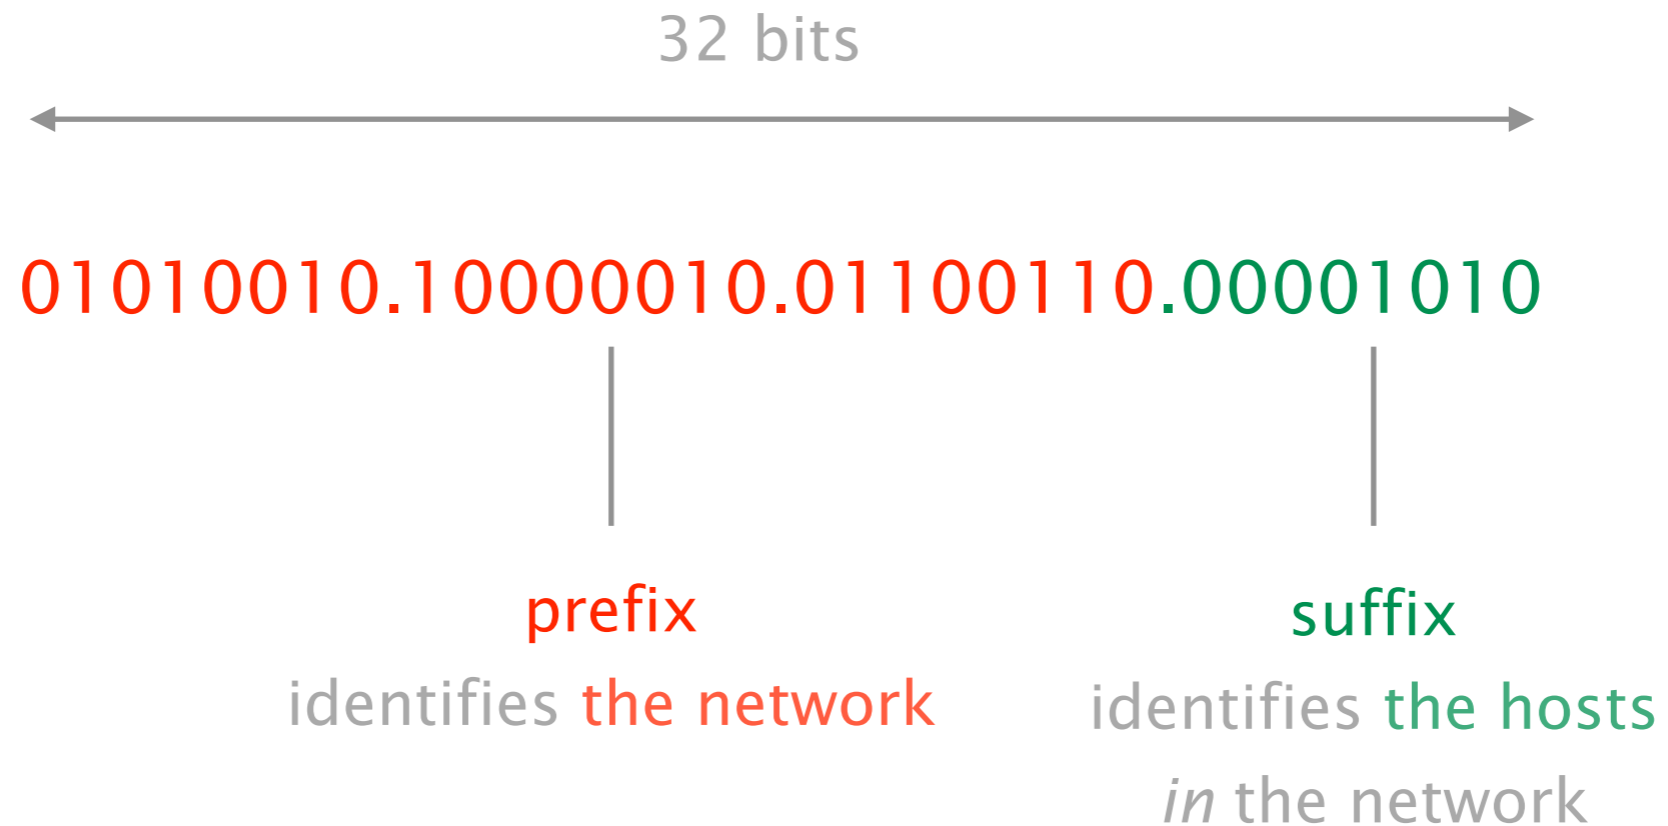 32 bits
01010010.10000010.01100110.00001010
prefix
identifies the network
suffix
identifies the hosts
in the network